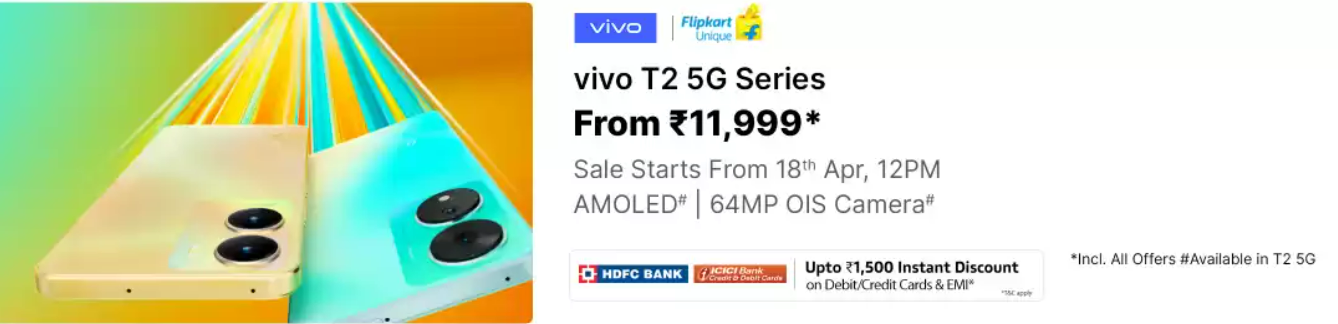 vivo
Flipkart
Unique
vivo T2 5G Series
From ₹11,999*
Sale Starts From 18th Apr, 12PM
AMOLED# | 64MP OIS Camera#
HDFC BANK
ICICI Bank
Credit & Debit Cards
Upto ₹1,500 Instant Discount
on Debit/Credit Cards & EMI*
*T&C apply
*Incl. All Offers #Available in T2 5G